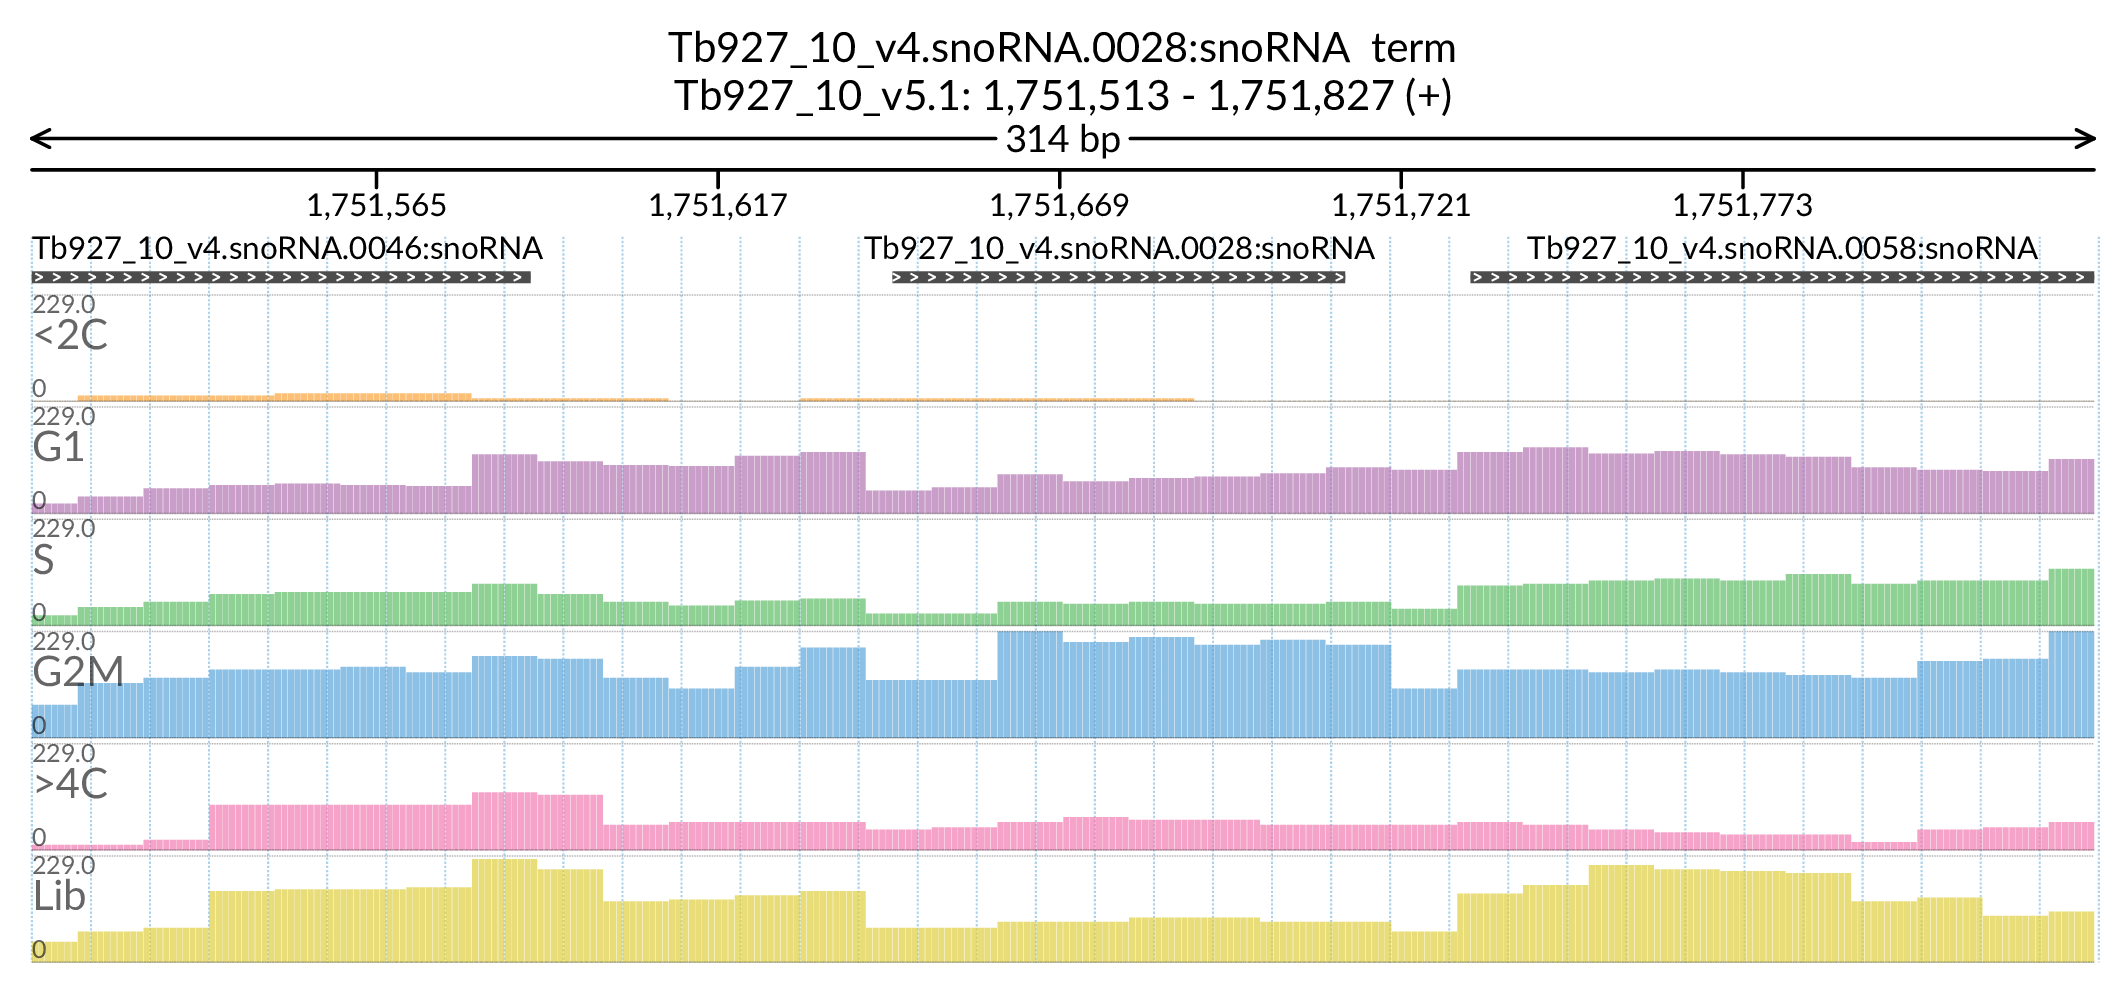 Tb927_10_v4.snoRNA.0028:snoRNA  term
Tb927_10_v5.1: 1,751,513 - 1,751,827 (+)
314 bp
1,751,565 1,751,617 1,751,669 1,751,721 1,751,773
Tb927_10_v4.snoRNA.0046:snoRNA Tb927_10_v4.snoRNA.0028:snoRNA Tb927_10_v4.snoRNA.0058:snoRNA
229.0
<2C
0
229.0
G1
0
229.0
S
0
229.0
G2M
0
229.0
>4C
0
229.0
Lib
0